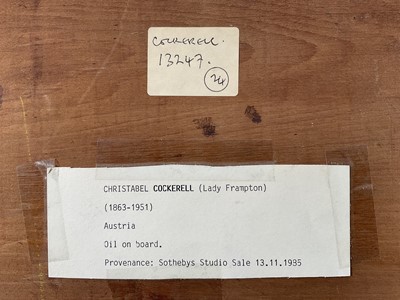 COCKERELL.
13247.
24
CHRISTABEL COCKERELL (Lady Frampton)
(1863-1951)
Austria
Oil on board.
Provenance: Sothebys Studio Sale 13.11.1985